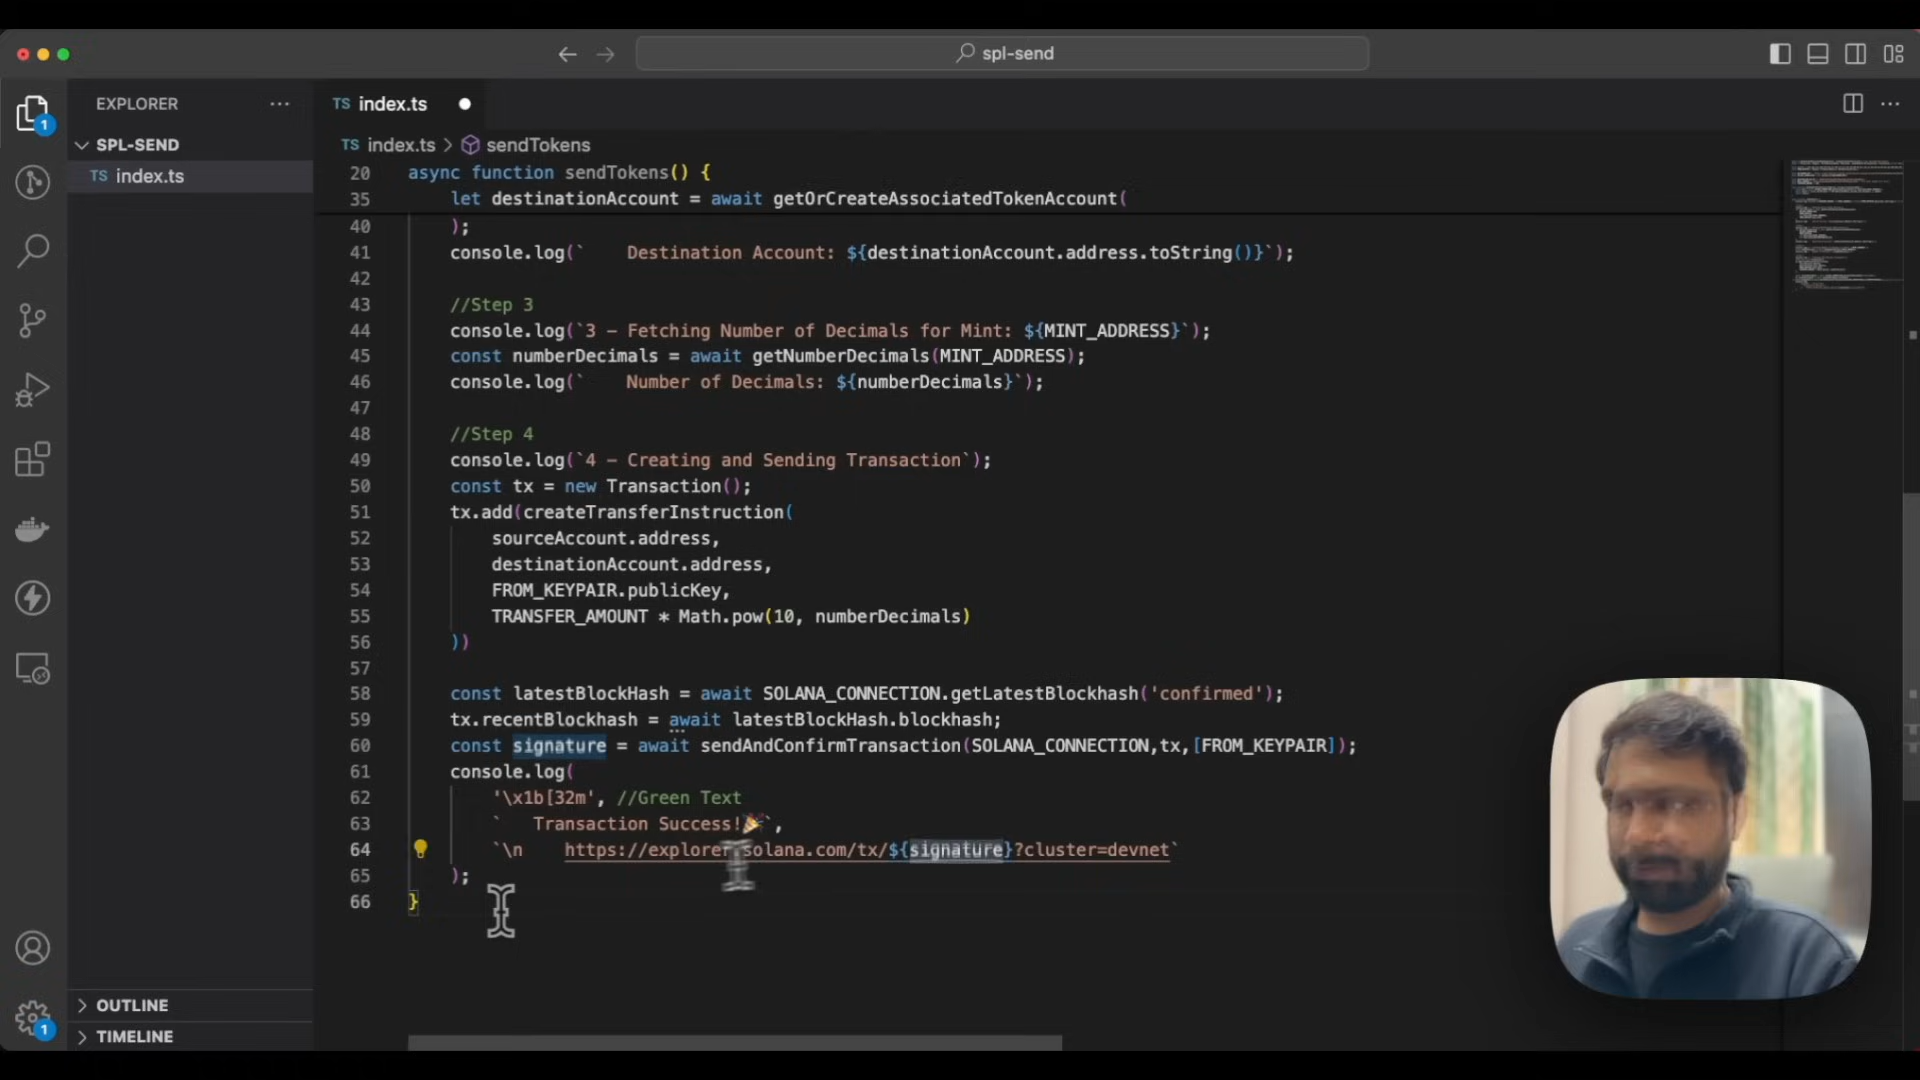 spl-send
EXPLORER ...
TS index.ts
SPL-SEND
TS index.ts
TS index.ts > sendTokens
20 async function sendTokens() {
35 let destinationAccount = await getOrCreateAssociatedTokenAccount(
40 );
41 console.log(`    Destination Account: ${destinationAccount.address.toString()}`);
42
43 //Step 3
44 console.log(`3 - Fetching Number of Decimals for Mint: ${MINT_ADDRESS}`);
45 const numberDecimals = await getNumberDecimals(MINT_ADDRESS);
46 console.log(`    Number of Decimals: ${numberDecimals}`);
47
48 //Step 4
49 console.log(`4 - Creating and Sending Transaction`);
50 const tx = new Transaction();
51 tx.add(createTransferInstruction(
52 sourceAccount.address,
53 destinationAccount.address,
54 FROM_KEYPAIR.publicKey,
55 TRANSFER_AMOUNT * Math.pow(10, numberDecimals)
56 ))
57
58 const latestBlockHash = await SOLANA_CONNECTION.getLatestBlockhash('confirmed');
59 tx.recentBlockhash = await latestBlockHash.blockhash;
60 const signature = await sendAndConfirmTransaction(SOLANA_CONNECTION,tx,[FROM_KEYPAIR]);
61 console.log(
62 '\x1b[32m', //Green Text
63 `   Transaction Success!🎉`,
64 `\n    https://explorer.solana.com/tx/${signature}?cluster=devnet`
65 );
66 }
1
1
OUTLINE
TIMELINE